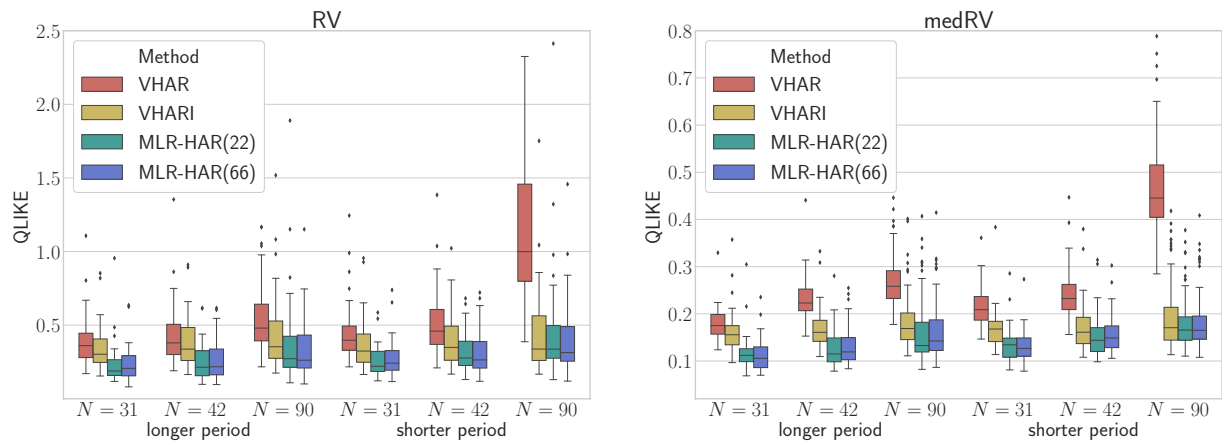 RV
QLIKE
2.5
2.0
1.5
1.0
0.5
Method
VHAR
VHARI
MLR-HAR(22)
MLR-HAR(66)
N = 31 N = 42 N = 90 N = 31 N = 42 N = 90
longer period shorter period
medRV
QLIKE
0.8
0.7
0.6
0.5
0.4
0.3
0.2
0.1
Method
VHAR
VHARI
MLR-HAR(22)
MLR-HAR(66)
N = 31 N = 42 N = 90 N = 31 N = 42 N = 90
longer period shorter period